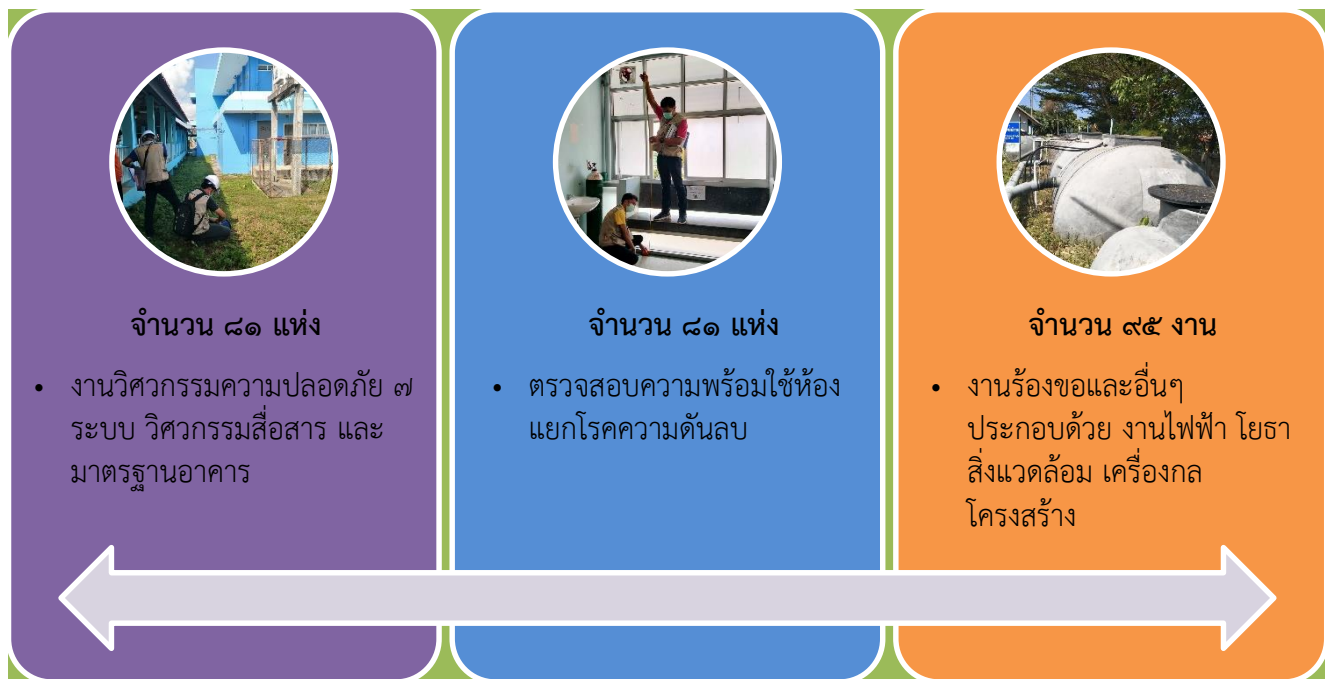 จำนวน ๘๑ แห่ง
• งานวิศวกรรมความปลอดภัย ๗
ระบบ วิศวกรรมสื่อสาร และ
มาตรฐานอาคาร
จำนวน ๘๑ แห่ง
• ตรวจสอบความพร้อมใช้ห้อง
แยกโรคความดันลบ
จำนวน ๙๕ งาน
• งานร้องขอและอื่นๆ
ประกอบด้วย งานไฟฟ้า โยธา
สิ่งแวดล้อม เครื่องกล
โครงสร้าง